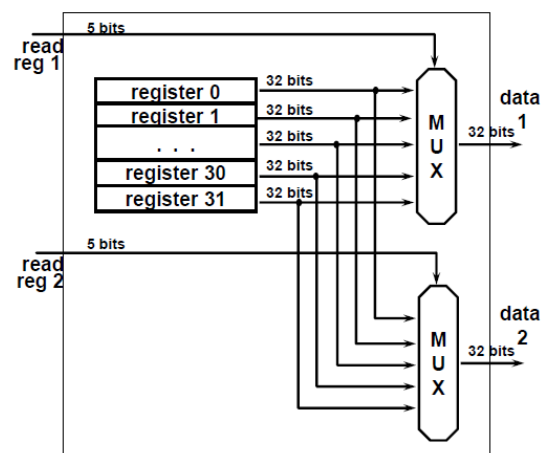 5 bits
read
reg 1
32 bits
register 0
32 bits
register 1
32 bits
. . .
32 bits
register 30
32 bits
register 31
M
U
X
data
1
32 bits
5 bits
read
reg 2
M
U
X
data
2
32 bits